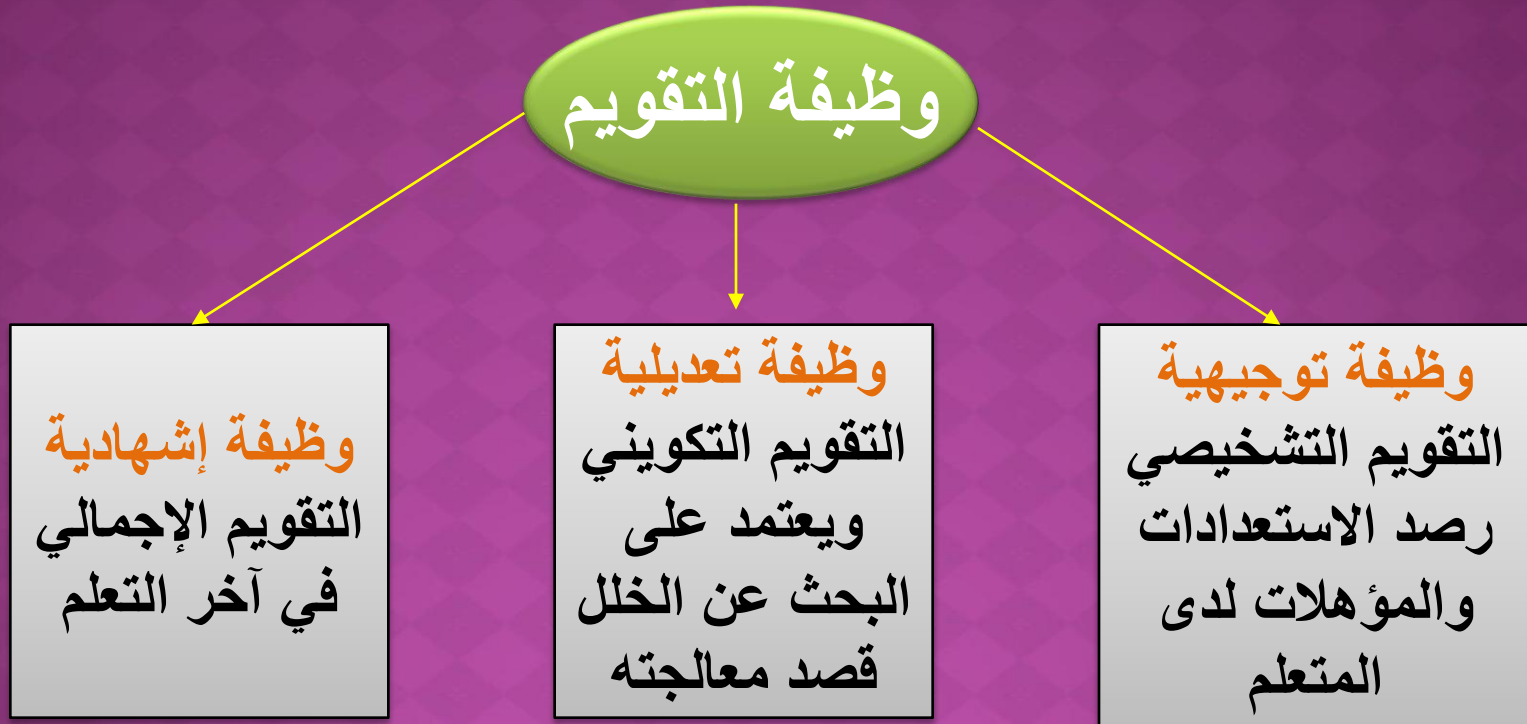 وظيفة التقويم
وظيفة توجيهية
التقويم التشخيصي
رصد الاستعدادات
والمؤهلات لدى
المتعلم
وظيفة تعديلية
التقويم التكويني
ويعتمد على
البحث عن الخلل
قصد معالجته
وظيفة إشهادية
التقويم الإجمالي
في آخر التعلم